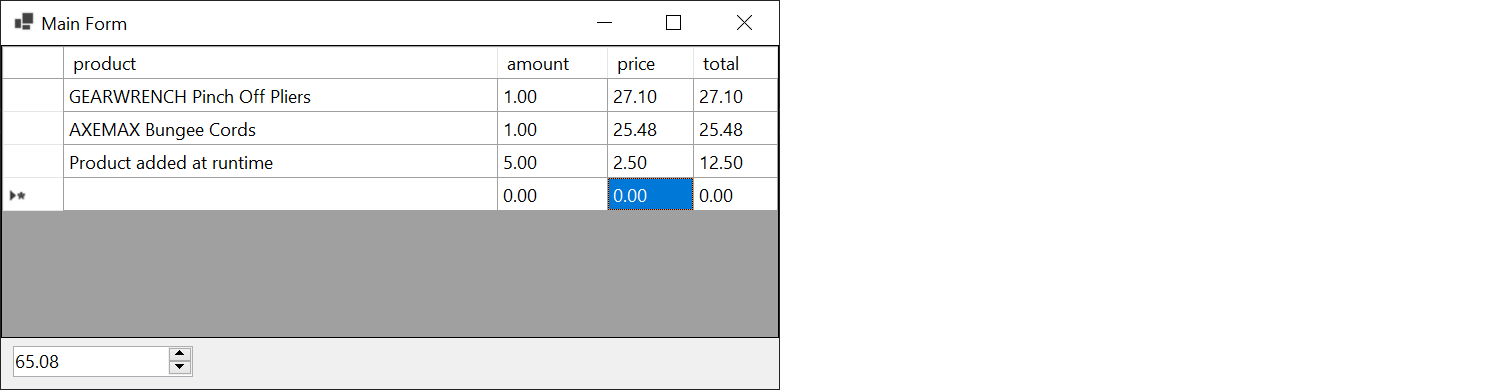 Main Form
product amount price total
GEARWRENCH Pinch Off Pliers 1.00 27.10 27.10
AXEMAX Bungee Cords 1.00 25.48 25.48
Product added at runtime 5.00 2.50 12.50
0.00 0.00 0.00
65.08